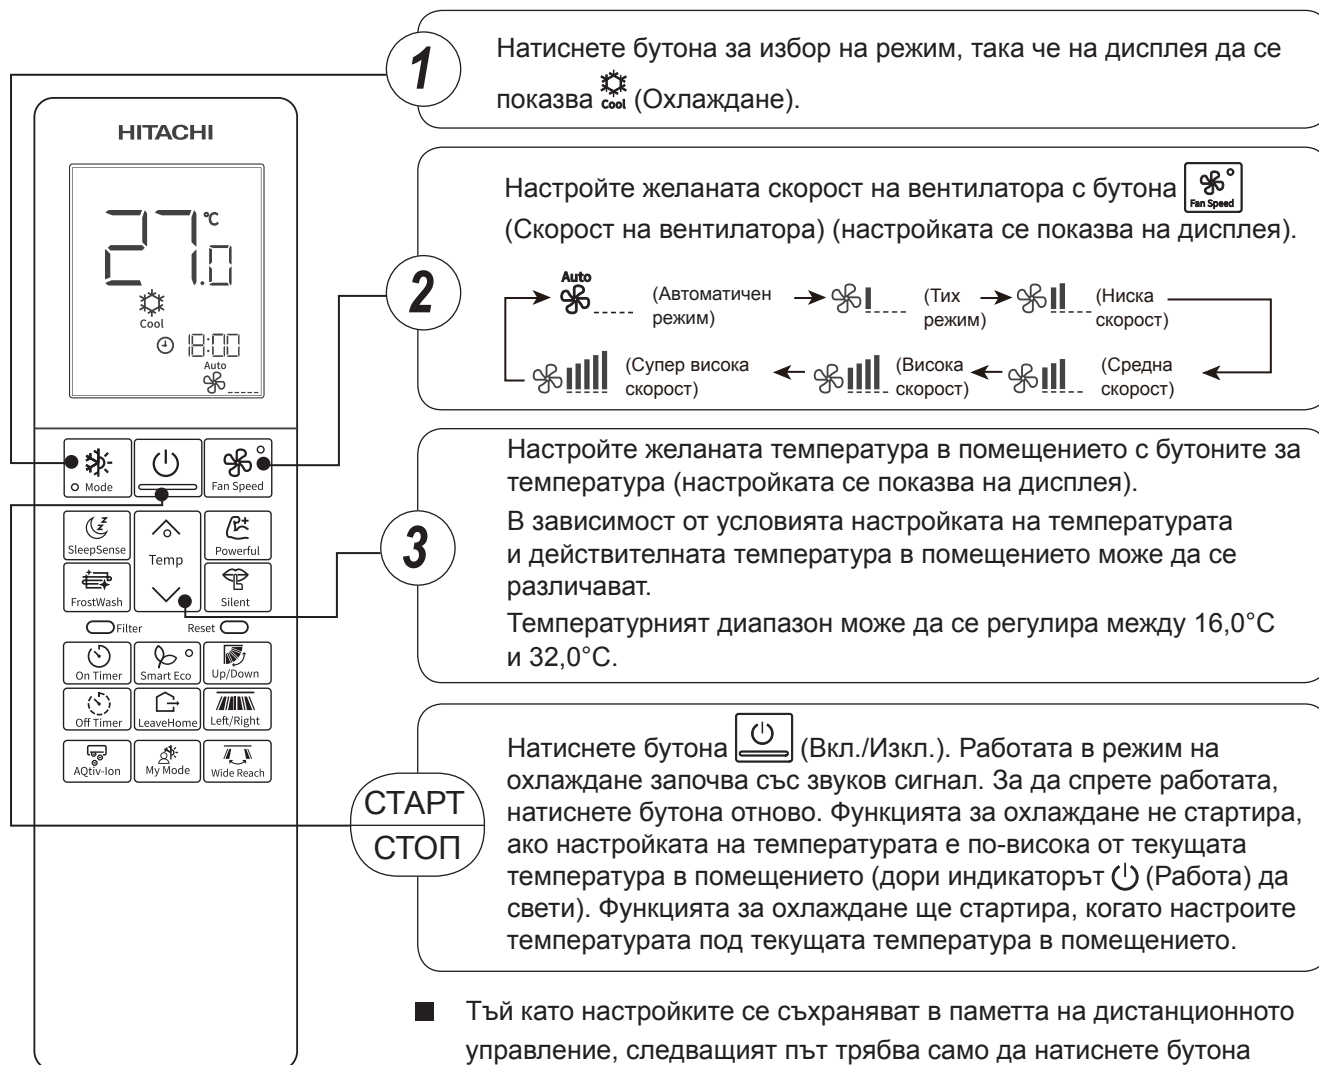 1
Натиснете бутона за избор на режим, така че на дисплея да се
показва Cool (Охлаждане).
HITACHI
27.0 °C
Cool
18:00
Auto
Mode
Fan Speed
SleepSense
Temp
Powerful
FrostWash
Silent
Filter
Reset
On Timer
Smart Eco
Up/Down
Off Timer
LeaveHome
Left/Right
AQtiv-Ion
My Mode
Wide Reach
2
Настройте желаната скорост на вентилатора с бутона Fan Speed
(Скорост на вентилатора) (настройката се показва на дисплея).
Auto
(Автоматичен
режим)
(Тих
режим)
(Ниска
скорост)
(Супер висока
скорост)
(Висока
скорост)
(Средна
скорост)
3
Настройте желаната температура в помещението с бутоните за
температура (настройката се показва на дисплея).
В зависимост от условията настройката на температурата
и действителната температура в помещението може да се
различават.
Температурният диапазон може да се регулира между 16,0°C
и 32,0°C.
СТАРТ
СТОП
Натиснете бутона (Вкл./Изкл.). Работата в режим на
охлаждане започва със звуков сигнал. За да спрете работата,
натиснете бутона отново. Функцията за охлаждане не стартира,
ако настройката на температурата е по-висока от текущата
температура в помещението (дори индикаторът (Работа) да
свети). Функцията за охлаждане ще стартира, когато настроите
температурата под текущата температура в помещението.
Тъй като настройките се съхраняват в паметта на дистанционното
управление, следващият път трябва само да натиснете бутона